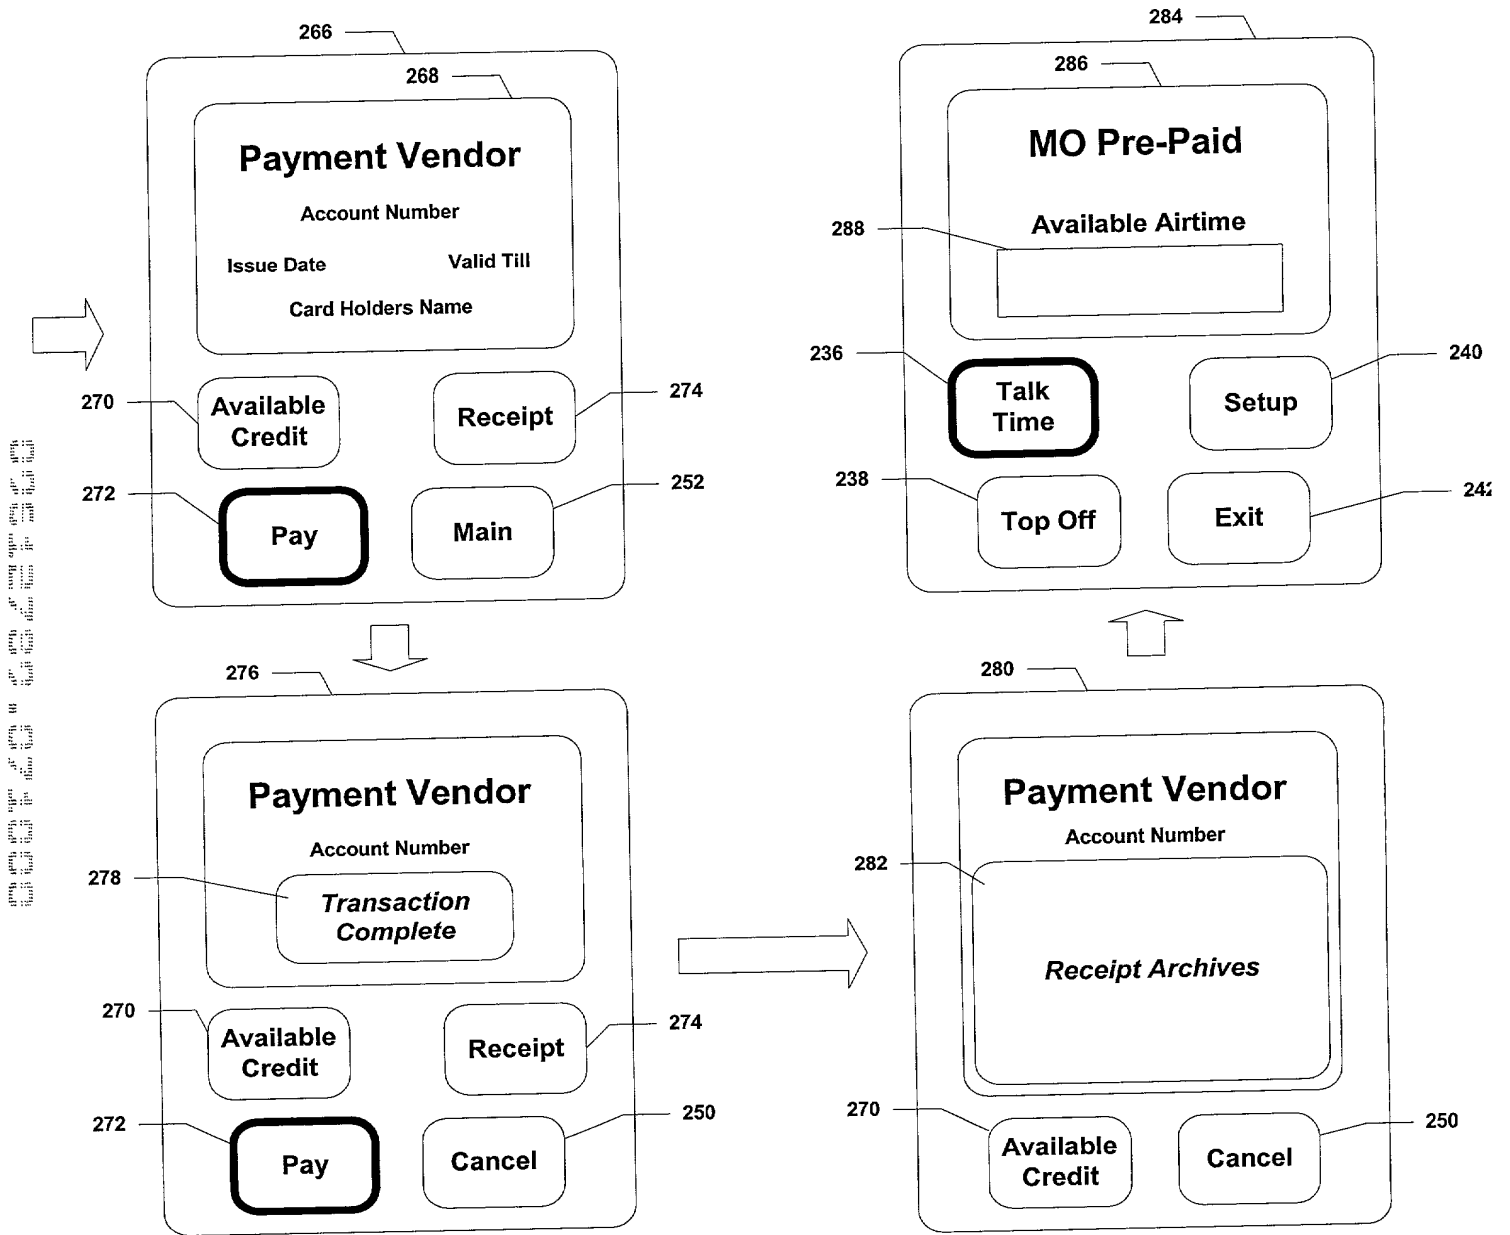 266
268
Payment Vendor
Account Number
Issue Date Valid Till
Card Holders Name
270
Available
Credit
Receipt
274
272
Pay
Main
252
284
286
MO Pre-Paid
Available Airtime
288
236
Talk
Time
Setup
240
238
Top Off
Exit
242
276
Payment Vendor
Account Number
278
Transaction
Complete
270
Available
Credit
Receipt
274
272
Pay
Cancel
250
280
Payment Vendor
Account Number
282
Receipt Archives
270
Available
Credit
Cancel
250